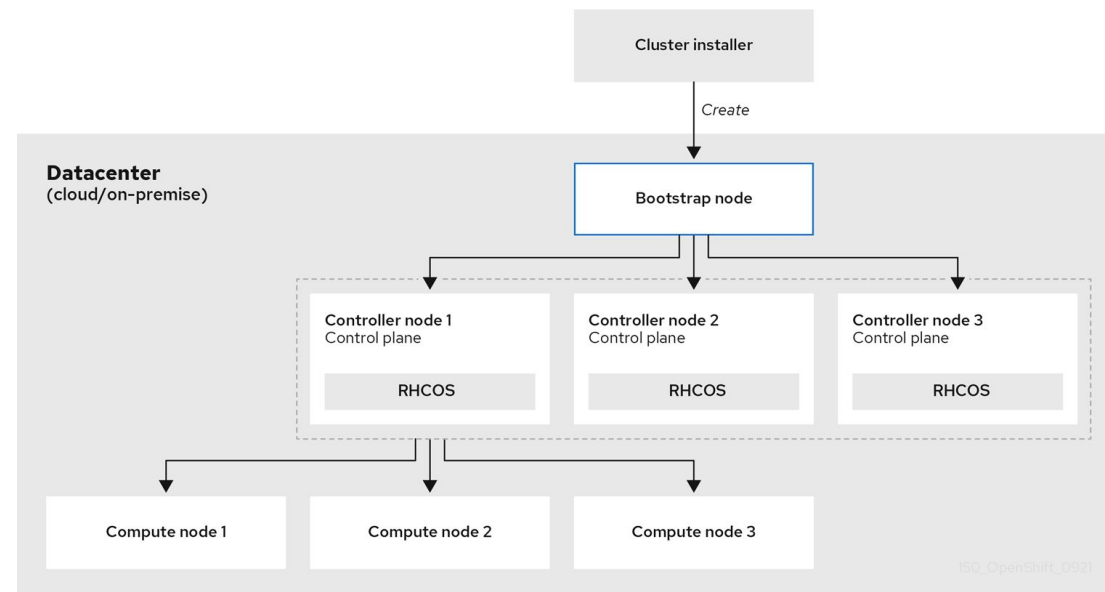 Cluster installer
Create
Datacenter
(cloud/on-premise)
Bootstrap node
Controller node 1
Control plane
RHCOS
Controller node 2
Control plane
RHCOS
Controller node 3
Control plane
RHCOS
Compute node 1
Compute node 2
Compute node 3
150_OpenShift_0921